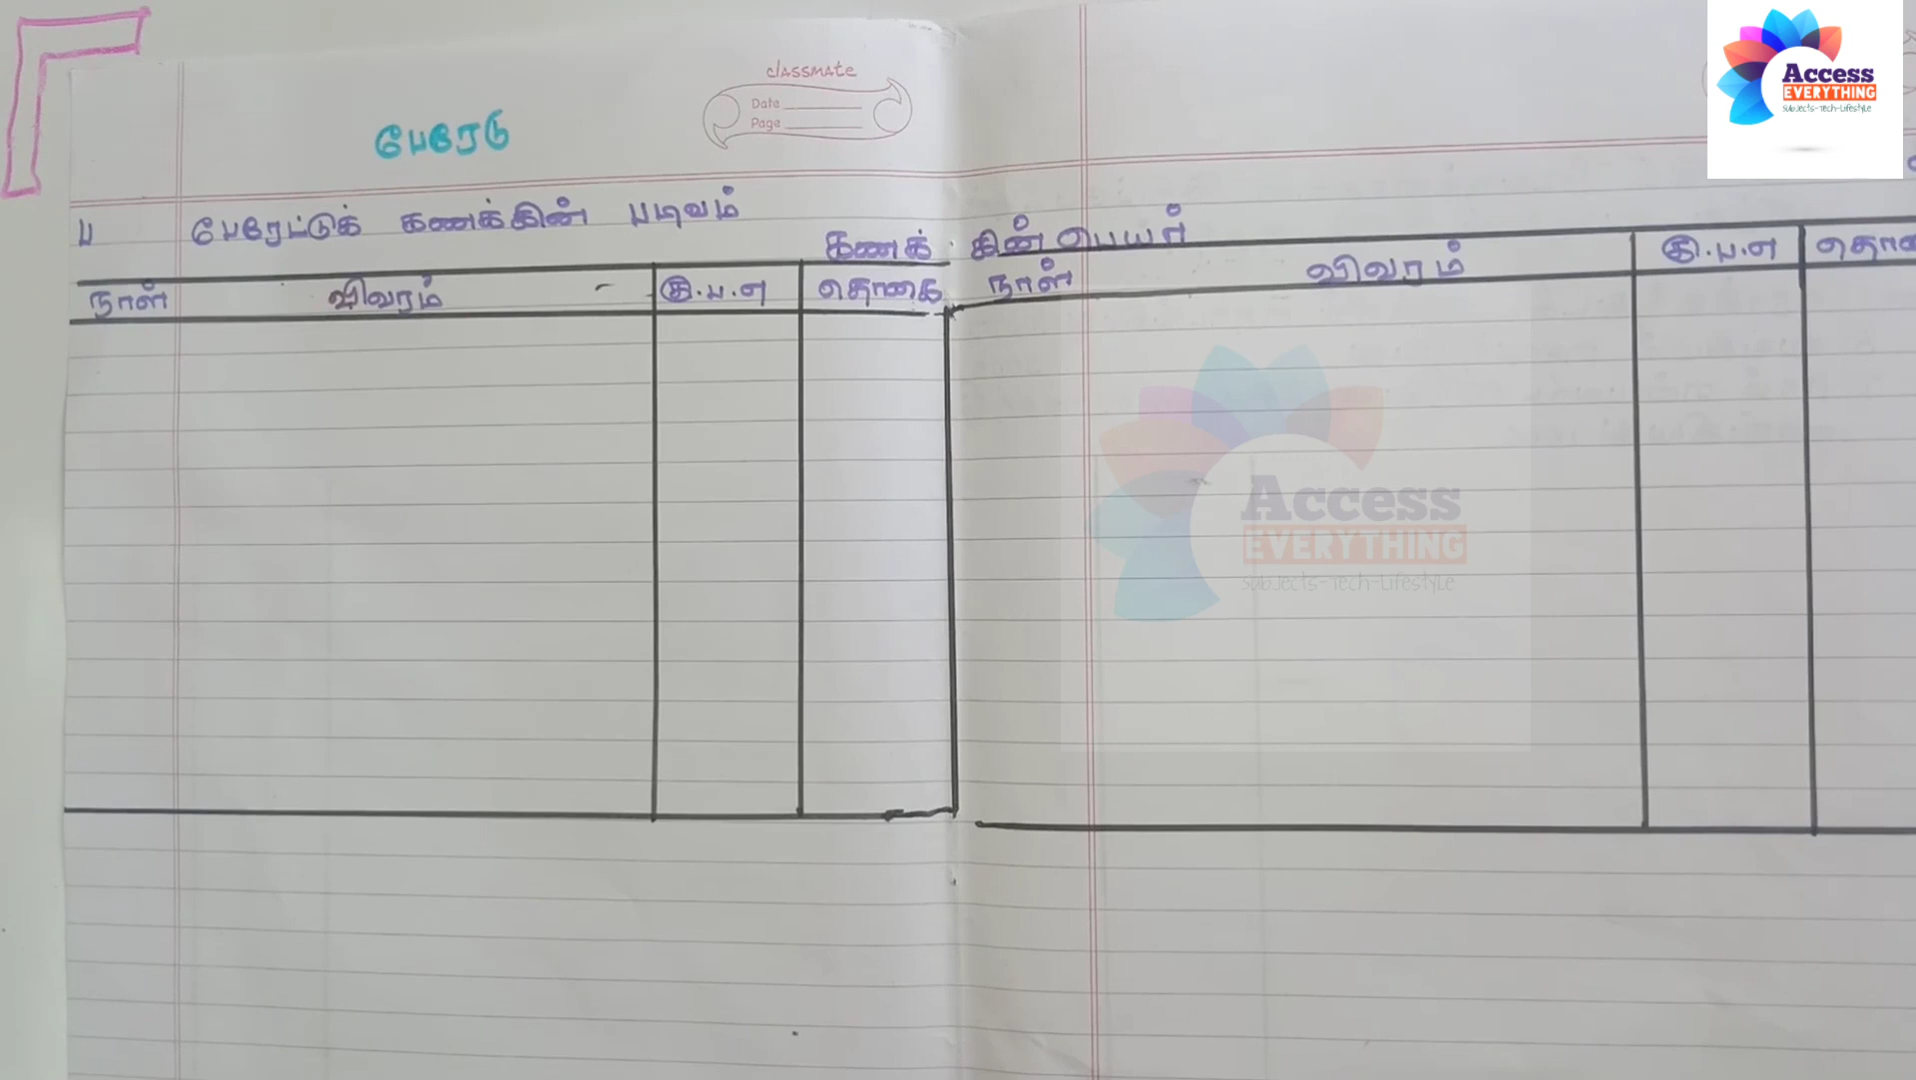 classmate
Date
Page
Access
EVERYTHING
Subjects-Tech-Lifestyle
பேரேடு
பேரேட்டுக் கணக்கின் படிவம்
கணக் கின் பெயர்
நாள் விவரம் கு.ப.எ தொகை நாள் விவரம் கு.ப.எ
Access
EVERYTHING
Subjects-Tech-Lifestyle